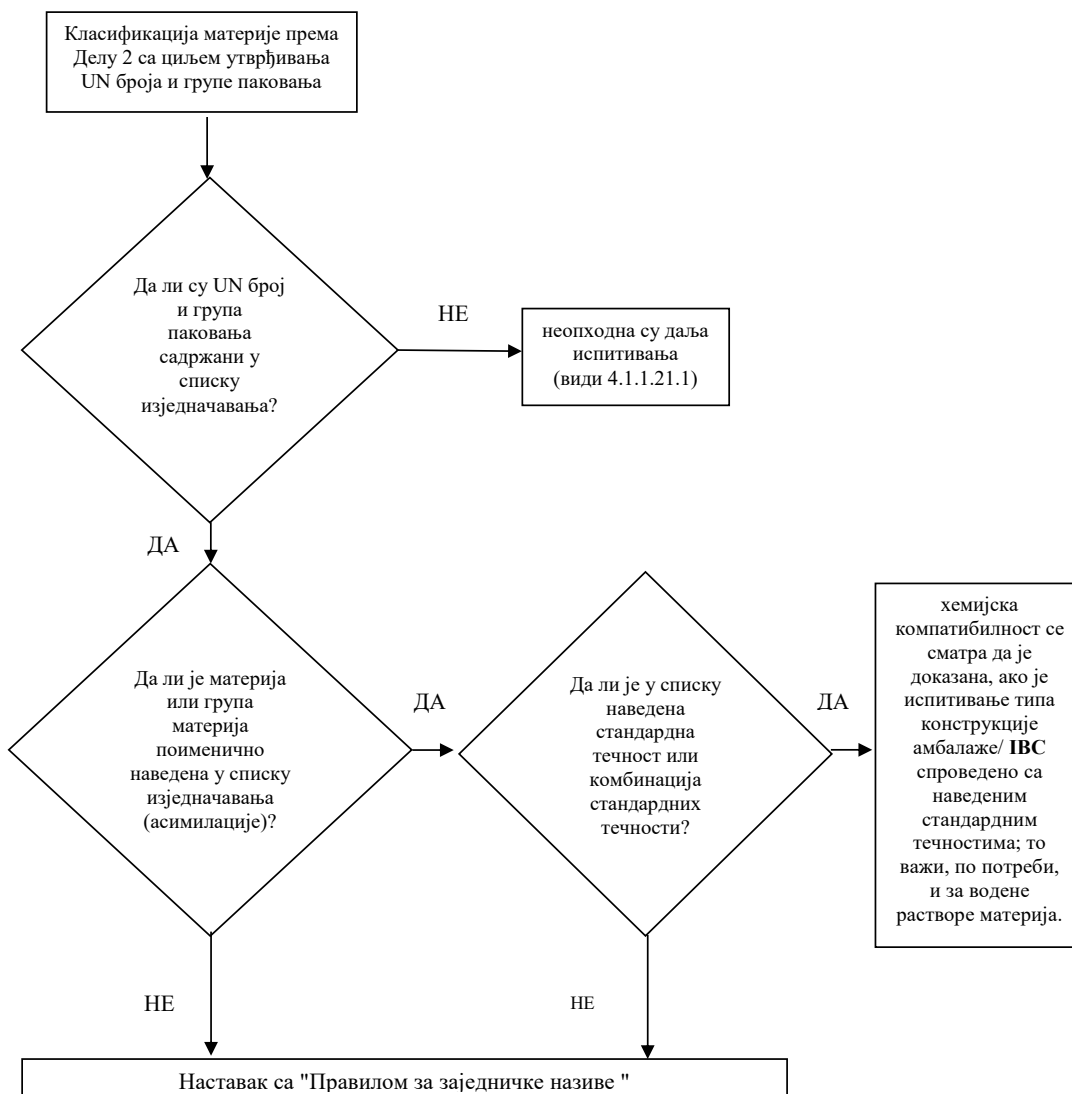 Класификација материје према
Делу 2 са циљем утврђивања
UN броја и групе паковања
Да ли су UN број
и група
паковања
садржани у
списку
изједначавања?
НЕ
неопходна су даља
испитивања
(види 4.1.1.21.1)
ДА
Да ли је материја
или група
материја
поименично
наведена у списку
изједначавања
(асимилације)?
ДА
Да ли је у списку
наведена
стандардна
течност или
комбинација
стандардних
течности?
ДА
хемијска
компатибилност се
сматра да је
доказана, ако је
испитивање типа
конструкције
амбалаже/ IBC
спроведено са
наведеним
стандардним
течностима; то
важи, по потреби,
и за водене
растворе материја.
НЕ
НЕ
Наставак са "Правилом за заједничке називе "